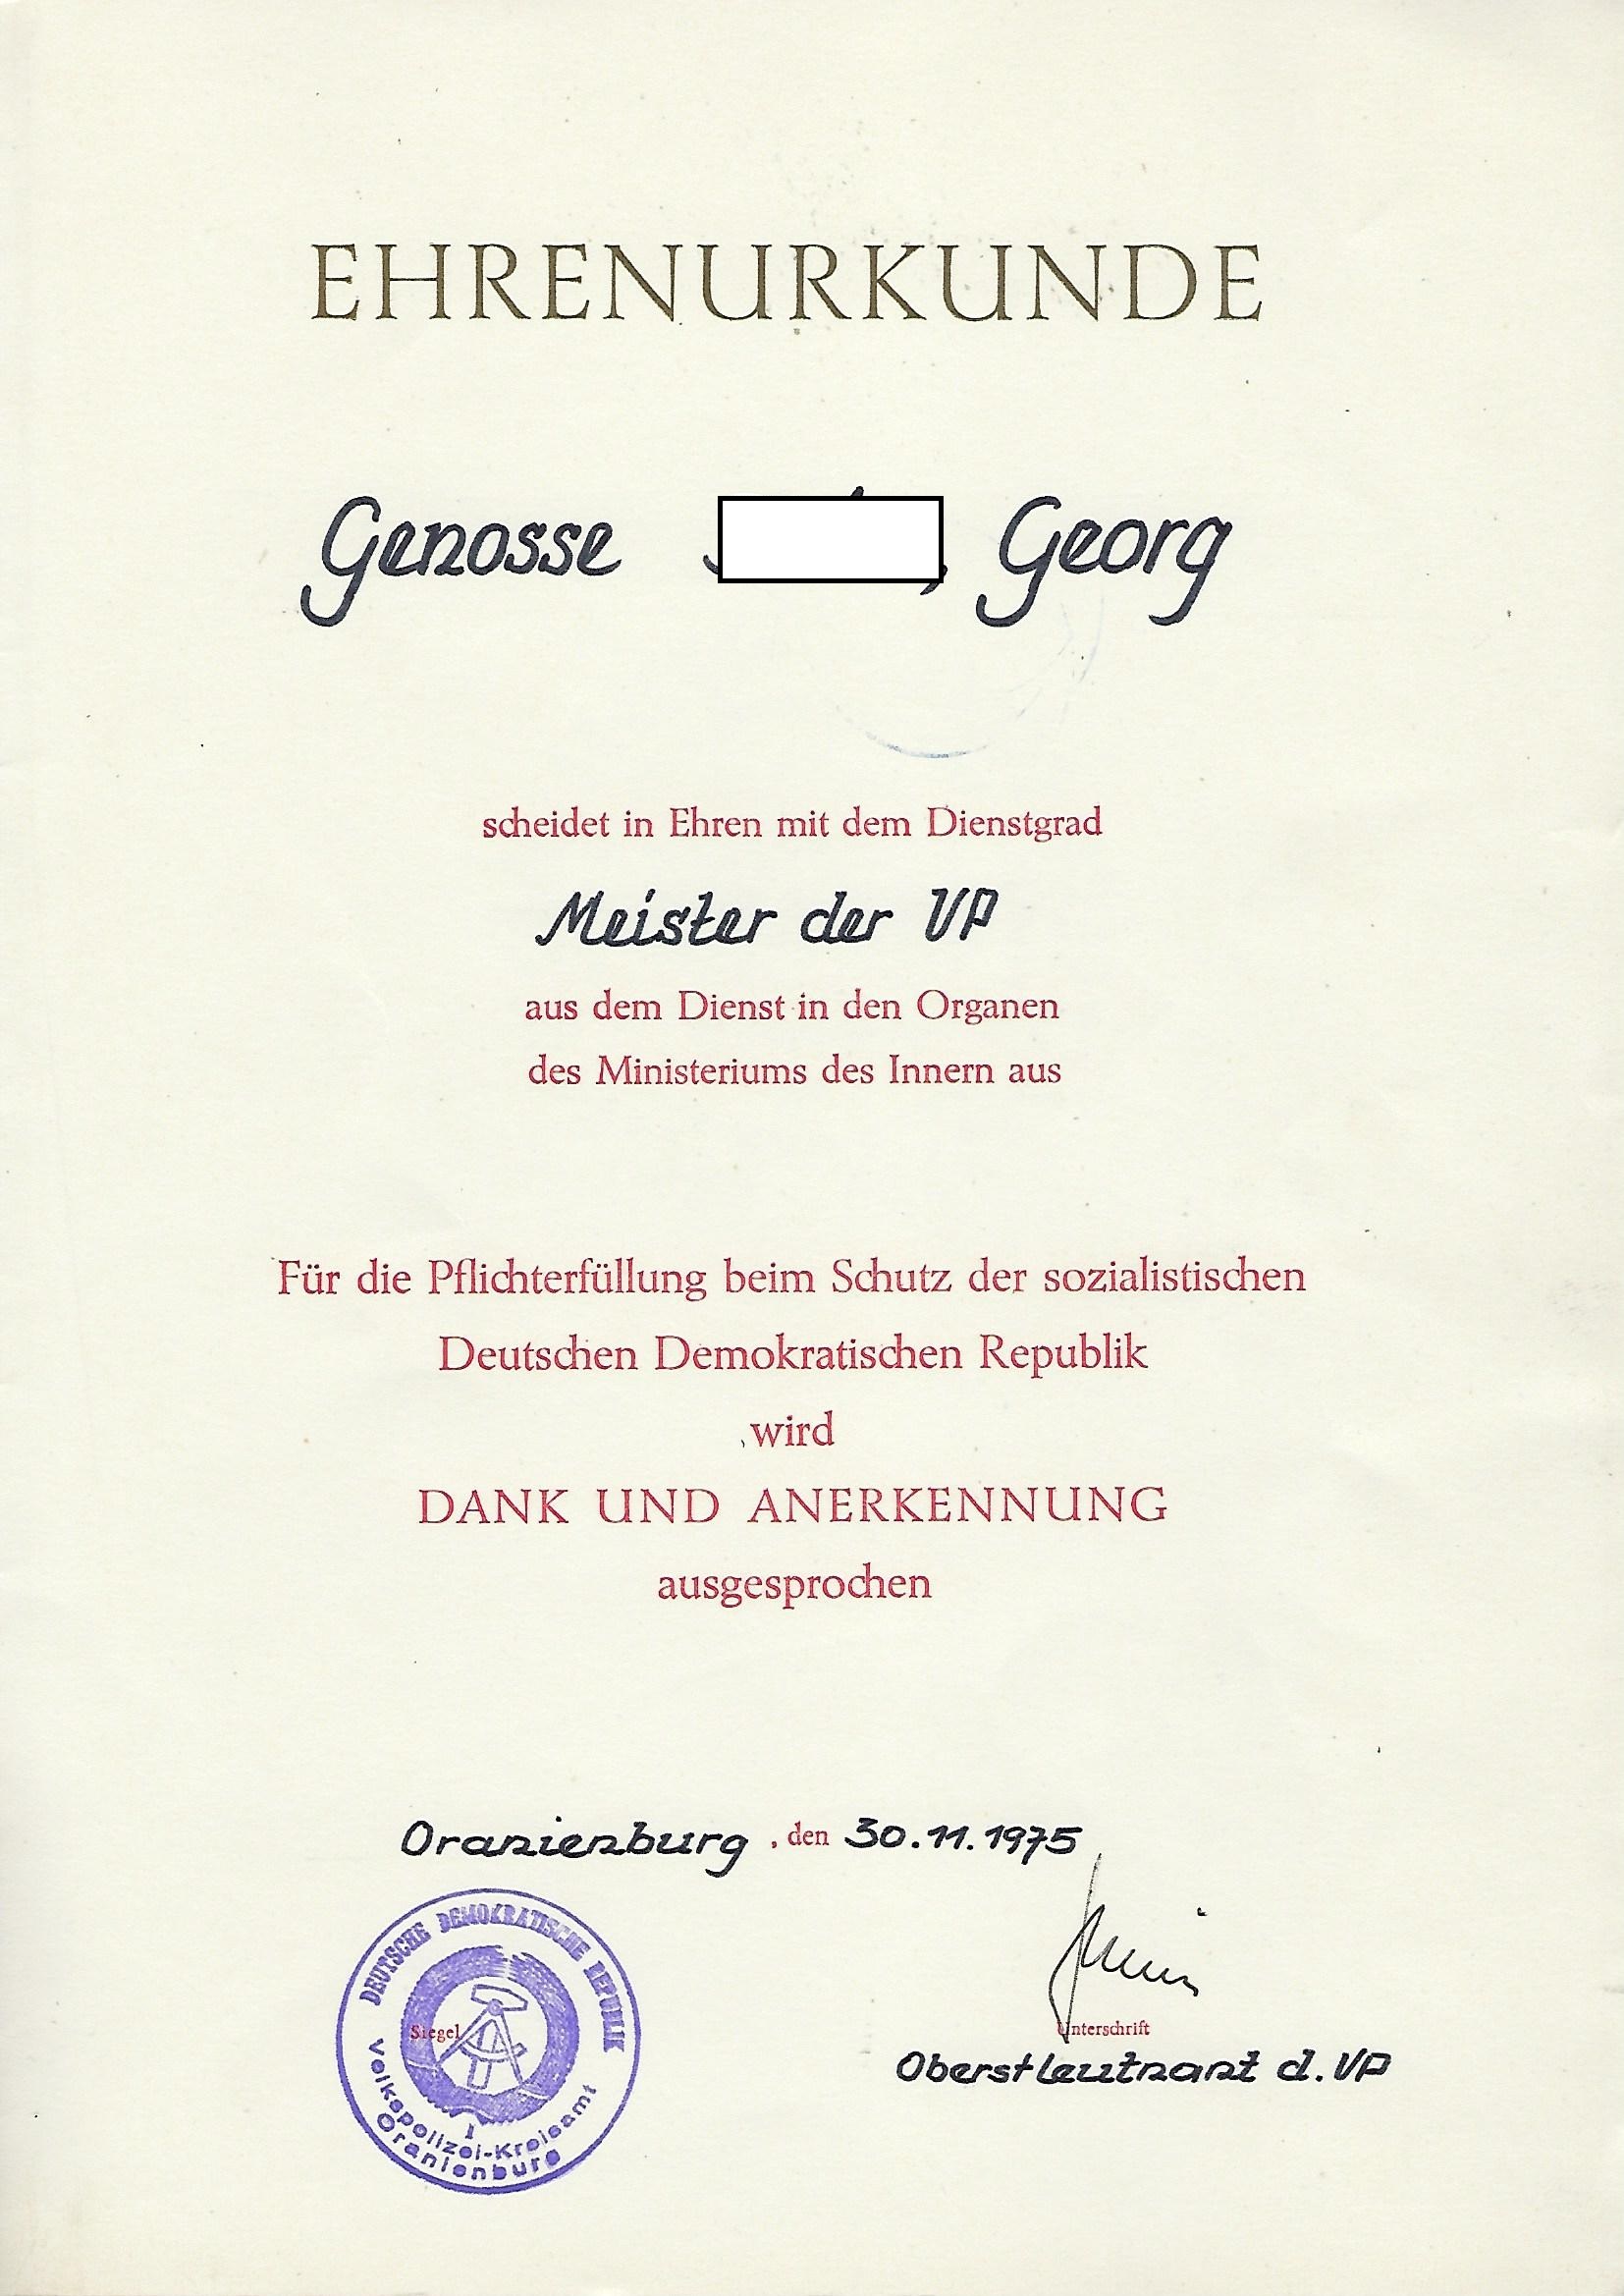 EHRENURKUNDE
Genosse , Georg
scheidet in Ehren mit dem Dienstgrad
Meister der VP
aus dem Dienst in den Organen
des Ministeriums des Innern aus
Für die Pflichterfüllung beim Schutz der sozialistischen
Deutschen Demokratischen Republik
wird
DANK UND ANERKENNUNG
ausgesprochen
Oranienburg , den 30.11.1975
DEUTSCHE DEMOKRATISCHE REPUBLIK
Siegel
1
Volkspolizei-Kreisamt
Oranienburg
Unterschrift
Oberstleutnant d. VP